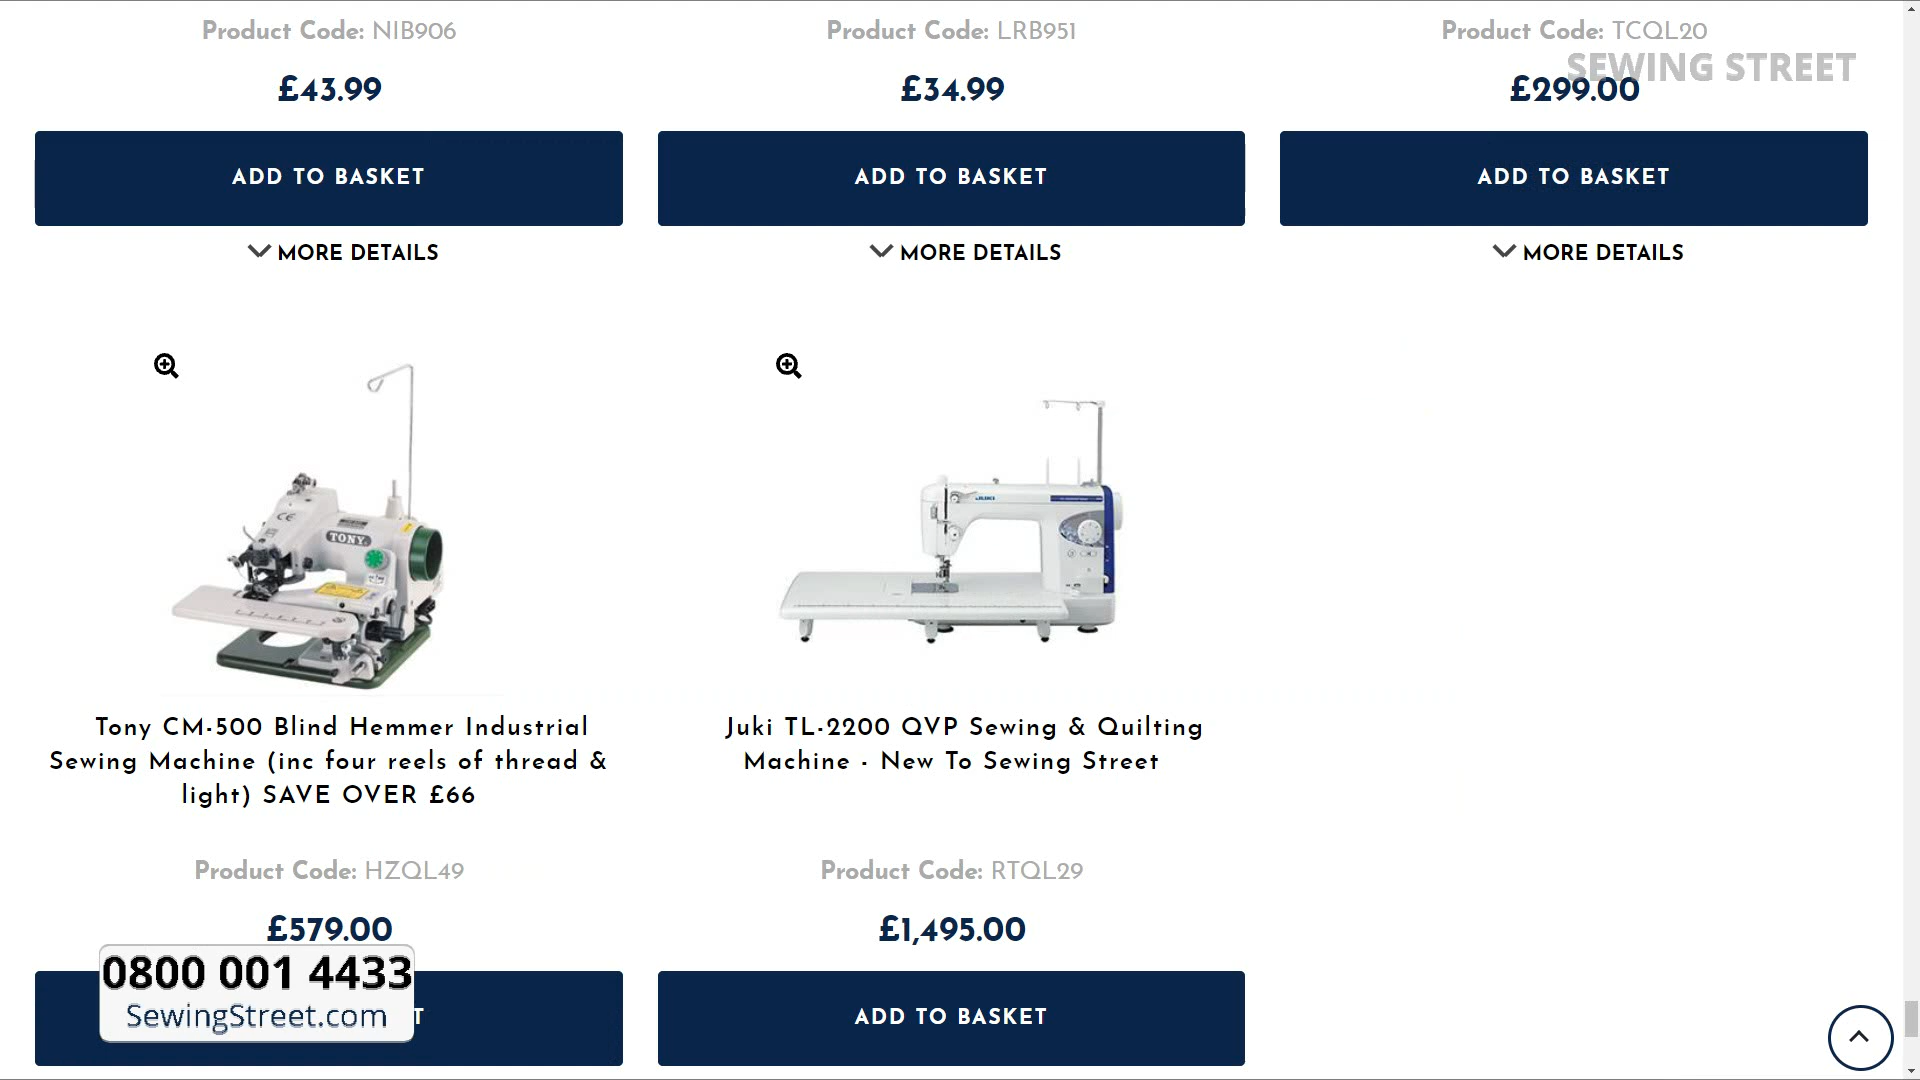 Product Code: NIB906
£43.99
ADD TO BASKET
MORE DETAILS
Product Code: LRB951
£34.99
ADD TO BASKET
MORE DETAILS
Product Code: TCQL20
SEWING STREET
£299.00
ADD TO BASKET
MORE DETAILS
CE
TONY
Tony CM-500 Blind Hemmer Industrial
Sewing Machine (inc four reels of thread &
light) SAVE OVER £66
Product Code: HZQL49
£579.00
0800 001 4433
SewingStreet.com
T
JUKI
Juki TL-2200 QVP Sewing & Quilting
Machine - New To Sewing Street
Product Code: RTQL29
£1,495.00
ADD TO BASKET